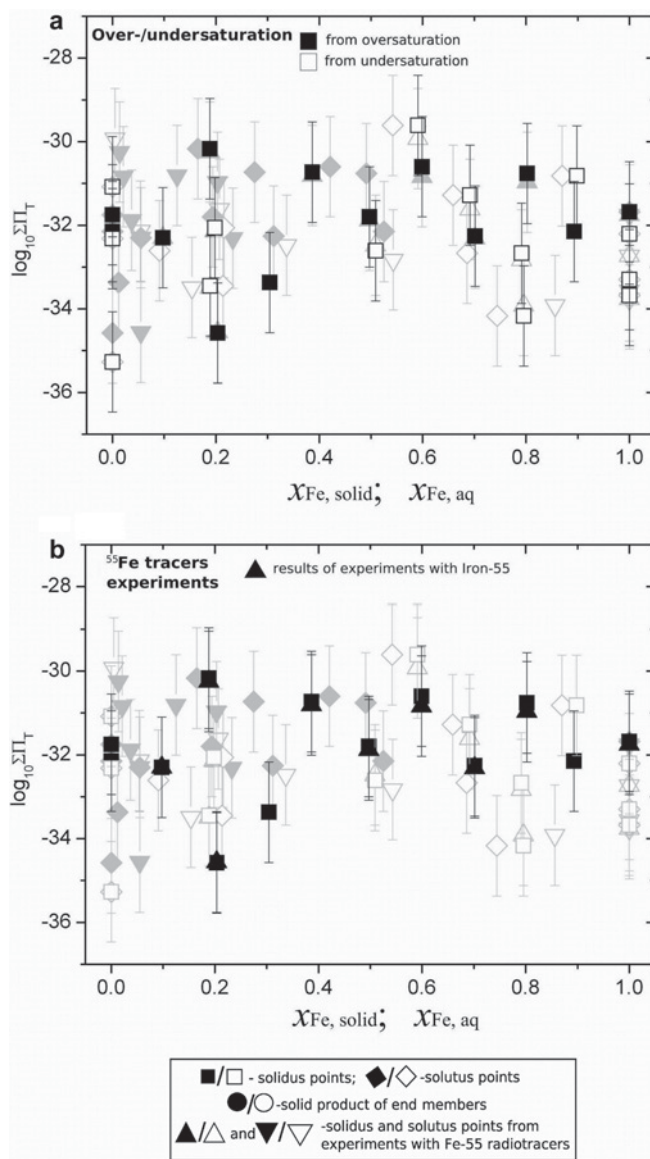 a
Over-/undersaturation
from oversaturation
from undersaturation
log₁₀ΣΠ_T
-28
-30
-32
-34
-36
0.0 0.2 0.4 0.6 0.8 1.0
xFe, solid; xFe, aq
b
⁵⁵Fe tracers
experiments
results of experiments with Iron-55
log₁₀ΣΠ_T
-28
-30
-32
-34
-36
0.0 0.2 0.4 0.6 0.8 1.0
xFe, solid; xFe, aq
■/□ - solidus points; ◆/◇ -solutus points
●/○ -solid product of end members
▲/△ and ▼/▽ -solidus and solutus points from
experiments with Fe-55 radiotracers